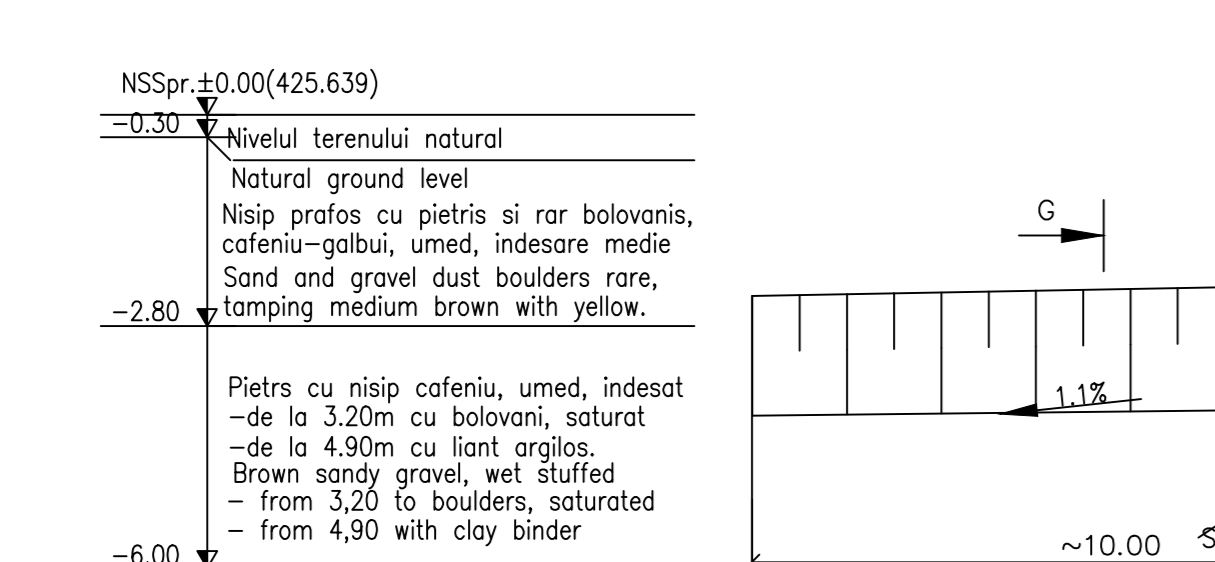 NSSpr.±0.00(425.639)
-0.30
Nivelul terenului natural
Natural ground level
Nisip prafos cu pietris si rar bolovanis,
cafeniu-galbui, umed, indesare medie
Sand and gravel dust boulders rare,
-2.80
tamping medium brown with yellow.
Pietrs cu nisip cafeniu, umed, indesat
-de la 3.20m cu bolovani, saturat
-de la 4.90m cu liant argilos.
Brown sandy gravel, wet stuffed
- from 3,20 to boulders, saturated
- from 4,90 with clay binder
-6.00
G
1.1%
~10.00